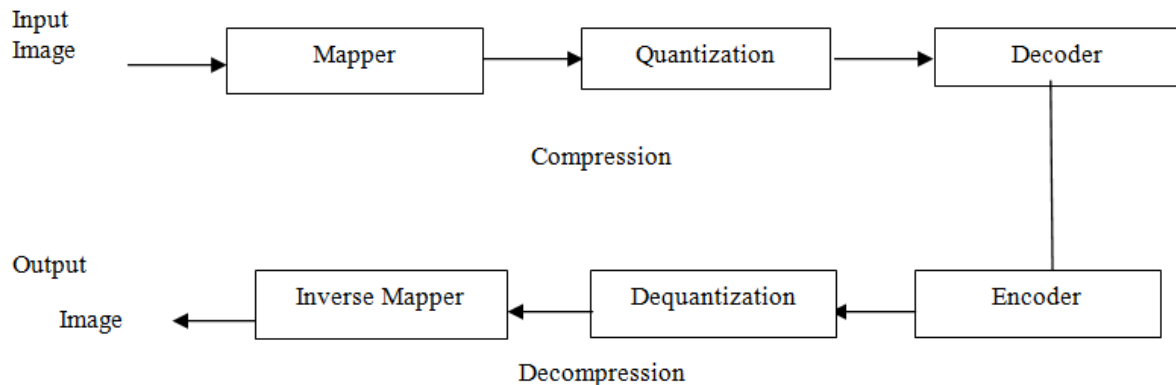 Input
Image
Mapper
Quantization
Decoder
Compression
Output
Image
Inverse Mapper
Dequantization
Encoder
Decompression